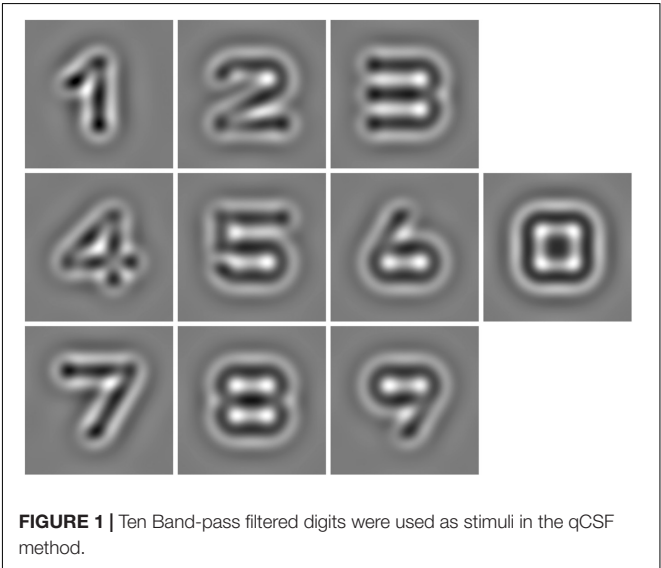 1 2 3
4 5 6 0
7 8 9
FIGURE 1 | Ten Band-pass filtered digits were used as stimuli in the qCSF
method.